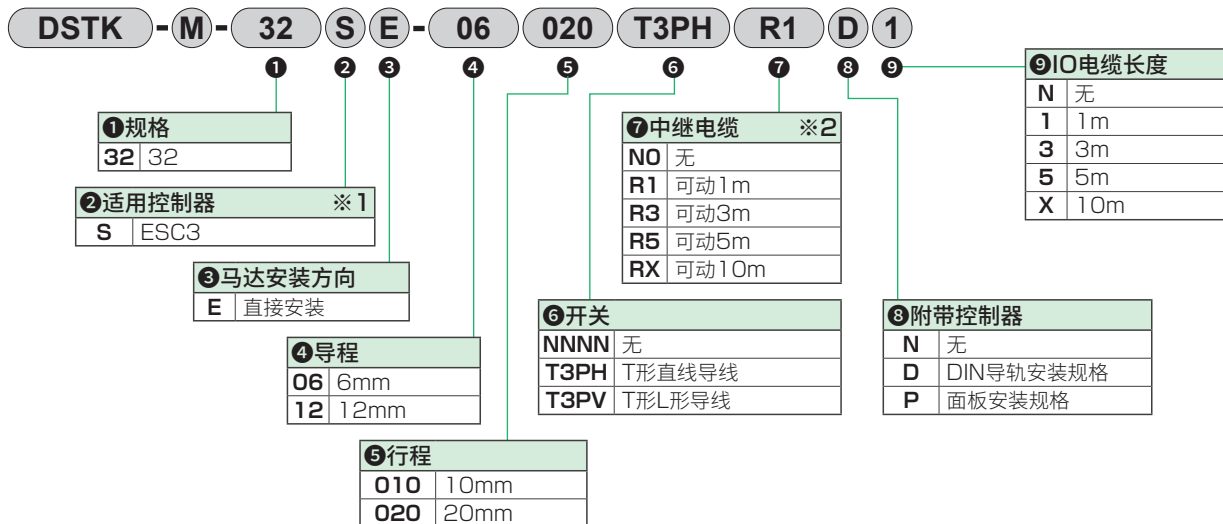 DSTK - M - 32 S E - 06 020 T3PH R1 D 1
❶ ❷ ❸ ❹ ❺ ❻ ❼ ❽ ❾
❶规格
32 32
❷适用控制器 ※1
S ESC3
❸马达安装方向
E 直接安装
❹导程
06 6mm
12 12mm
❺行程
010 10mm
020 20mm
❻开关
NNNN 无
T3PH T形直线导线
T3PV T形L形导线
❼中继电缆 ※2
N0 无
R1 可动1m
R3 可动3m
R5 可动5m
RX 可动10m
❽附带控制器
N 无
D DIN导轨安装规格
P 面板安装规格
❾IO电缆长度
N 无
1 1m
3 3m
5 5m
X 10m